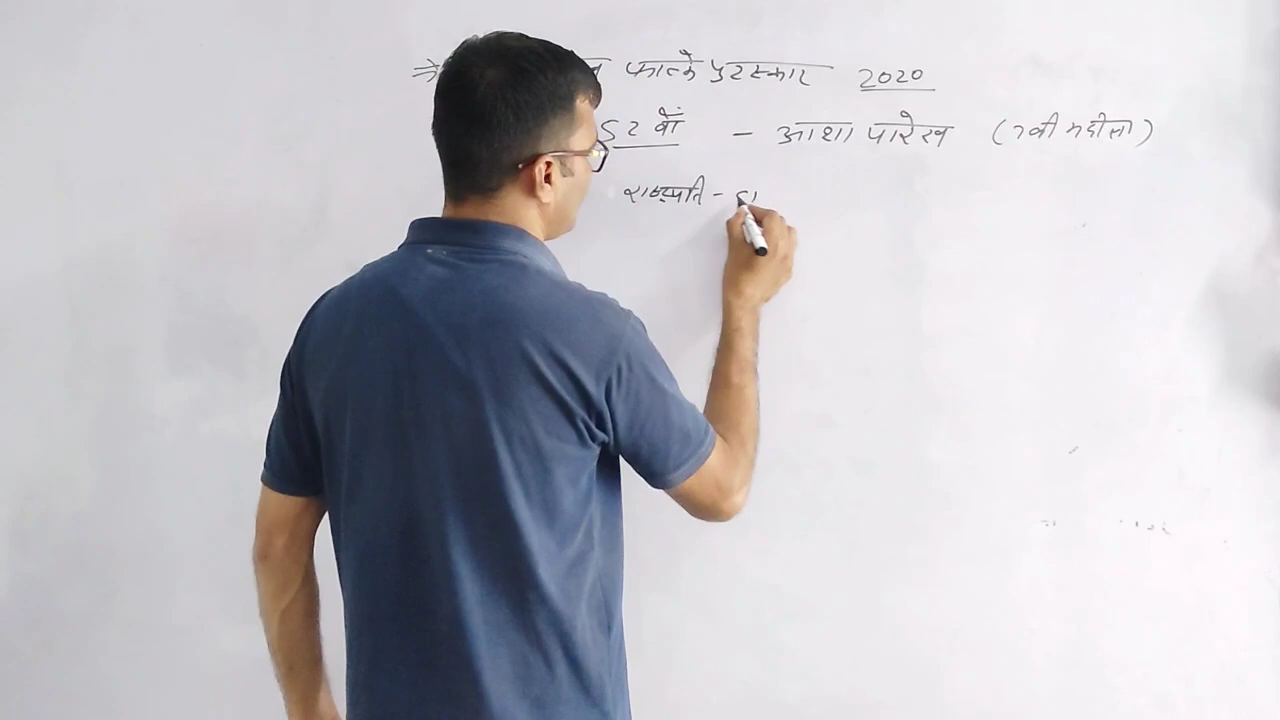 ⇒ फाल्के पुरस्कार 2020
52 वाँ - आशा पारेख (7वी महीला)
राष्ट्रपति -